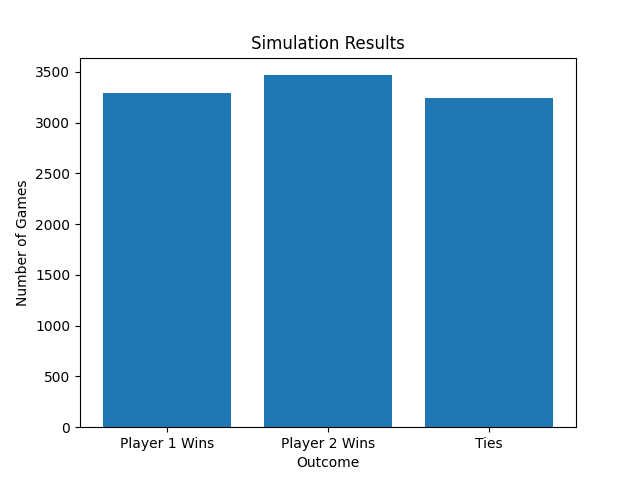 Simulation Results
3500
3000
2500
2000
1500
1000
500
0
Number of Games
Player 1 Wins
Player 2 Wins
Ties
Outcome